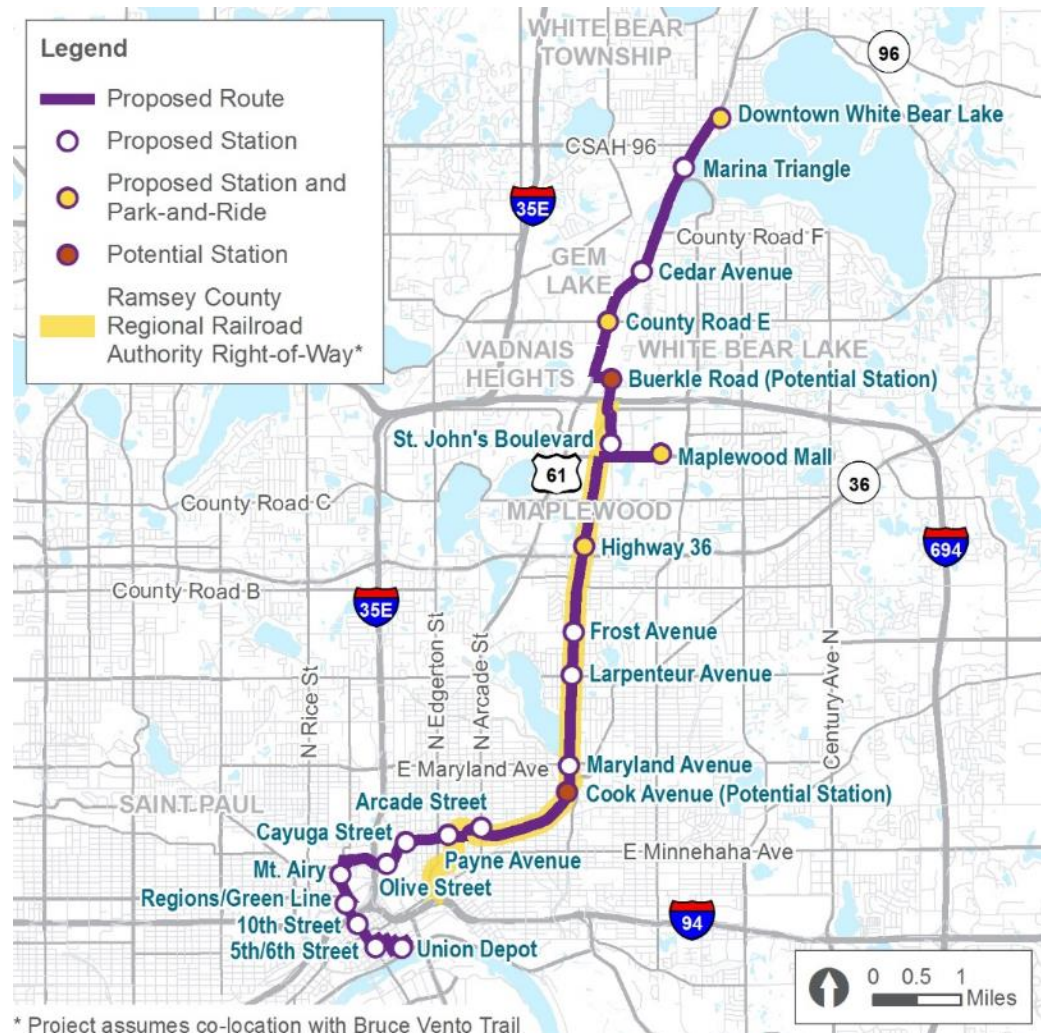 Legend
Proposed Route
Proposed Station
Proposed Station and
Park-and-Ride
Potential Station
Ramsey County
Regional Railroad
Authority Right-of-Way*
WHITE BEAR
TOWNSHIP
96
Downtown White Bear Lake
CSAH 96
Marina Triangle
35E
County Road F
GEM
LAKE
Cedar Avenue
County Road E
VADNAIS
HEIGHTS
WHITE BEAR LAKE
Buerkle Road (Potential Station)
St. John's Boulevard
Maplewood Mall
61
36
County Road C
MAPLEWOOD
Highway 36
694
County Road B
35E
N Rice St
N Edgerton St
N Arcade St
Century Ave N
Frost Avenue
Larpenteur Avenue
E Maryland Ave
Maryland Avenue
Cook Avenue (Potential Station)
SAINT PAUL
Arcade Street
Cayuga Street
Payne Avenue
E Minnehaha Ave
Mt. Airy
Olive Street
Regions/Green Line
10th Street
94
5th/6th Street
Union Depot
0 0.5 1
Miles
* Project assumes co-location with Bruce Vento Trail